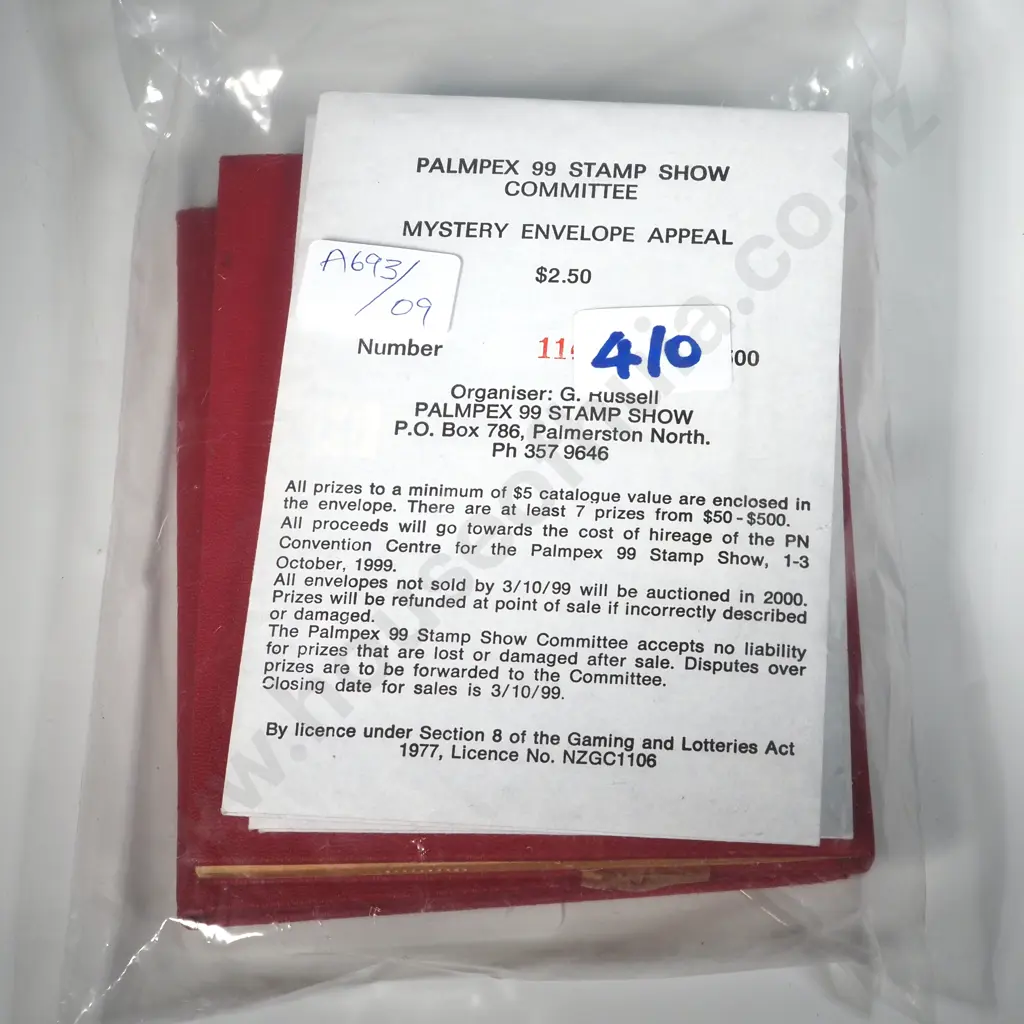 PALMPEX 99 STAMP SHOW
COMMITTEE
MYSTERY ENVELOPE APPEAL
$2.50
A693/
09
Number
11
410
00
Organiser: G. Russell
PALMPEX 99 STAMP SHOW
P.O. Box 786, Palmerston North.
Ph 357 9646
All prizes to a minimum of $5 catalogue value are enclosed in
the envelope. There are at least 7 prizes from $50-$500.
All proceeds will go towards the cost of hireage of the PN
Convention Centre for the Palmpex 99 Stamp Show, 1-3
October, 1999.
All envelopes not sold by 3/10/99 will be auctioned in 2000.
Prizes will be refunded at point of sale if incorrectly described
or damaged.
The Palmpex 99 Stamp Show Committee accepts no liability
for prizes that are lost or damaged after sale. Disputes over
prizes are to be forwarded to the Committee.
Closing date for sales is 3/10/99.
By licence under Section 8 of the Gaming and Lotteries Act
1977, Licence No. NZGC1106